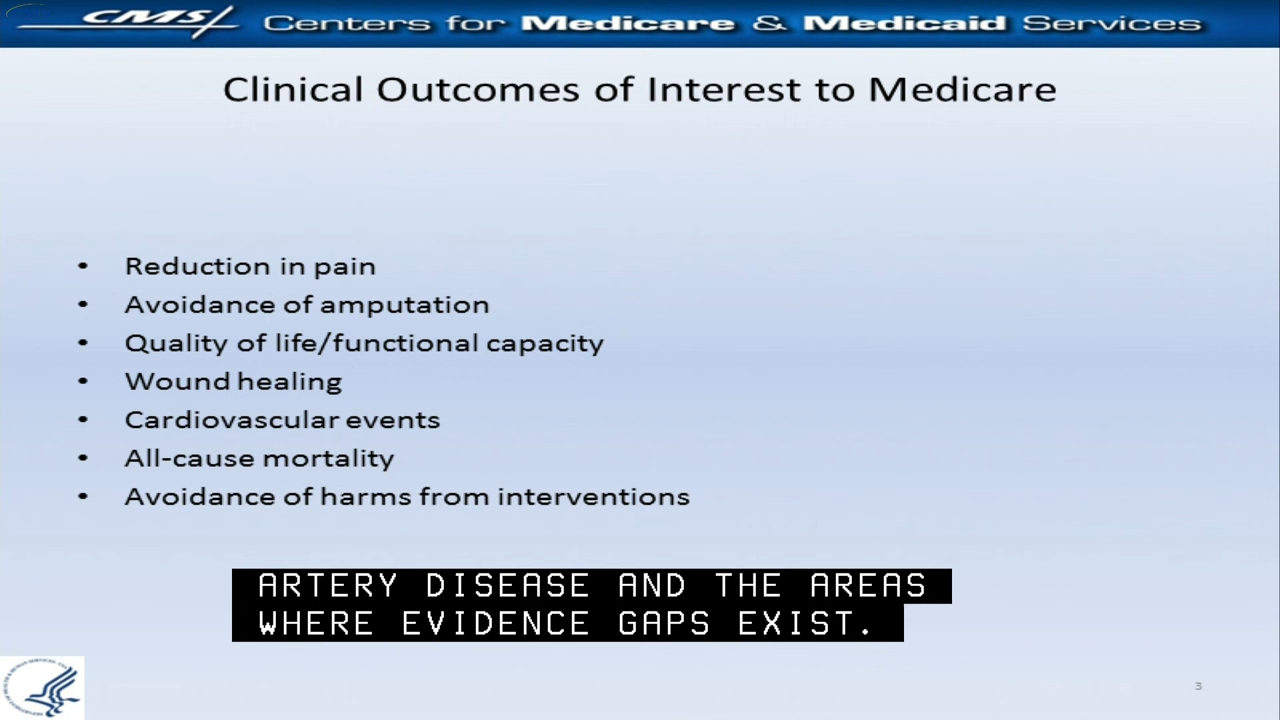 CMS Centers for Medicare & Medicaid Services
Clinical Outcomes of Interest to Medicare
• Reduction in pain
• Avoidance of amputation
• Quality of life/functional capacity
• Wound healing
• Cardiovascular events
• All-cause mortality
• Avoidance of harms from interventions
ARTERY DISEASE AND THE AREAS
WHERE EVIDENCE GAPS EXIST.
3